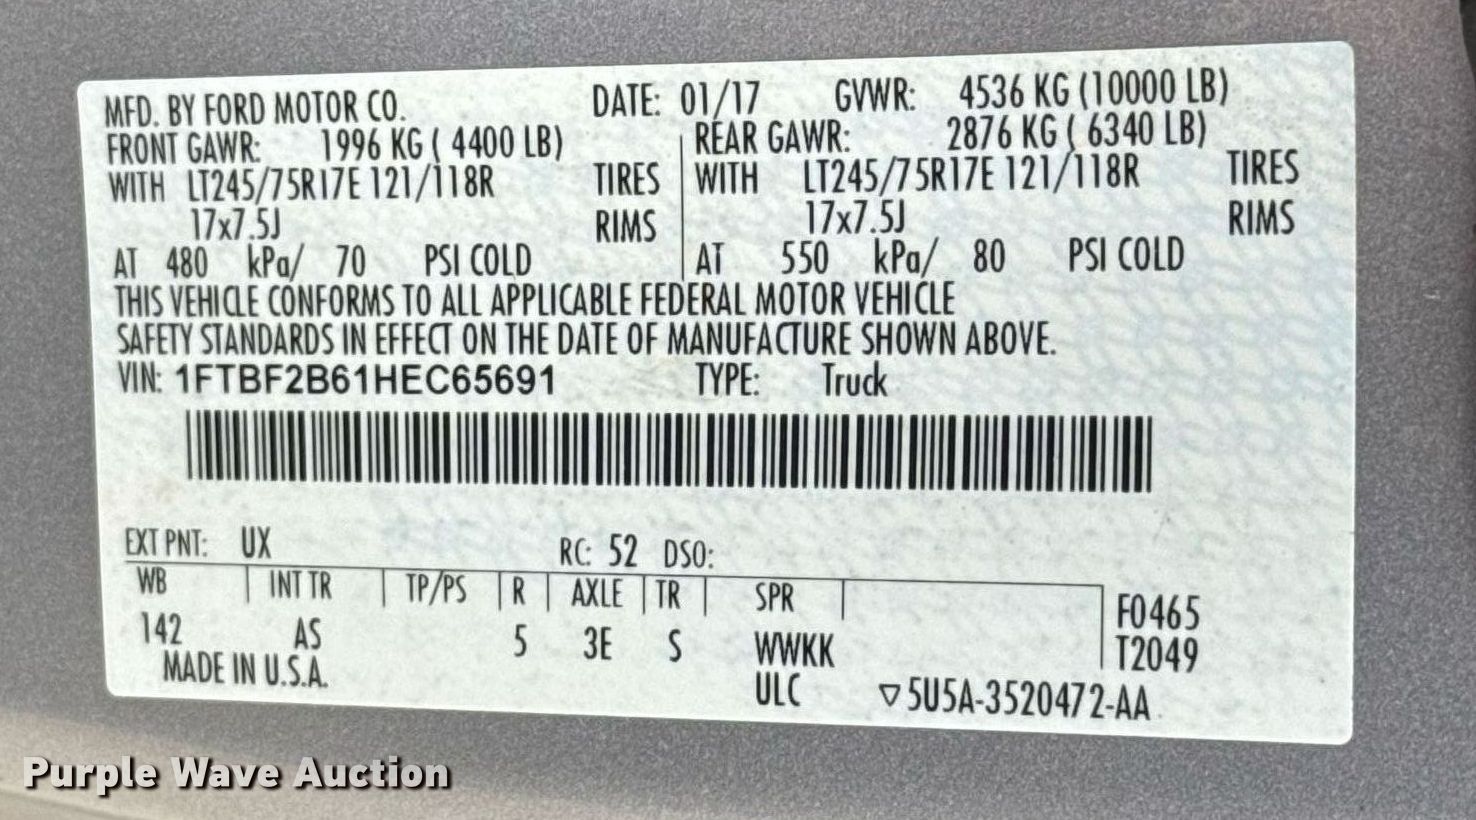 MFD. BY FORD MOTOR CO. DATE: 01/17 GVWR: 4536 KG (10000 LB)
FRONT GAWR: 1996 KG ( 4400 LB) REAR GAWR: 2876 KG ( 6340 LB)
WITH LT245/75R17E 121/118R TIRES WITH LT245/75R17E 121/118R TIRES
17x7.5J RIMS 17x7.5J RIMS
AT 480 kPa/ 70 PSI COLD AT 550 kPa/ 80 PSI COLD
THIS VEHICLE CONFORMS TO ALL APPLICABLE FEDERAL MOTOR VEHICLE
SAFETY STANDARDS IN EFFECT ON THE DATE OF MANUFACTURE SHOWN ABOVE.
VIN: 1FTBF2B61HEC65691 TYPE: Truck
EXT PNT: UX RC: 52 DSO:
WB INT TR TP/PS R AXLE TR SPR
142 AS 5 3E S WWKK F0465
MADE IN U.S.A. ULC T2049
▽5U5A-3520472-AA
Purple Wave Auction